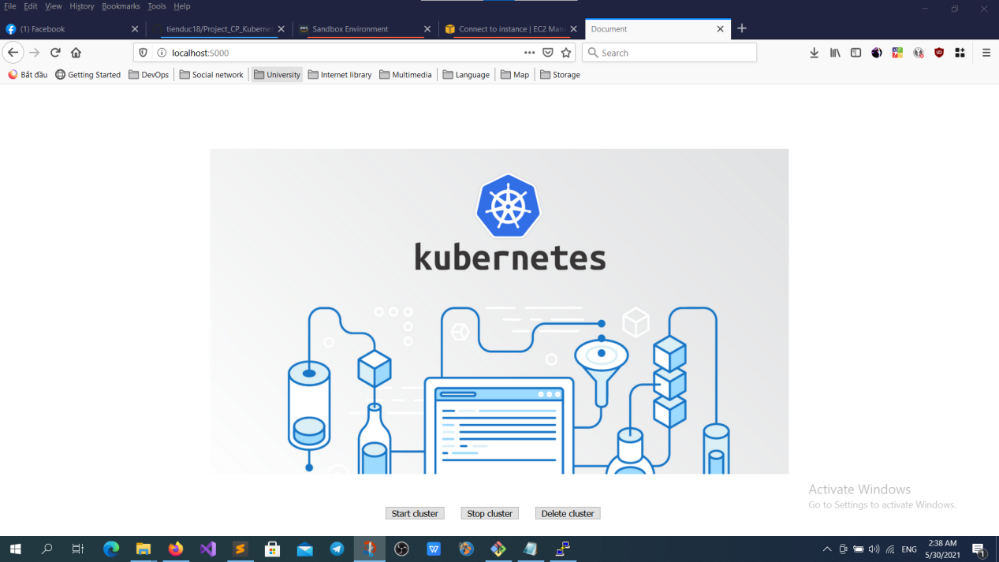 File Edit View History Bookmarks Tools Help
(1) Facebook
tienduc18/Project_CP_Kubernet
Sandbox Environment
Connect to instance | EC2 Mana
Document
localhost:5000
Search
Bắt đầu
Getting Started
DevOps
Social network
University
Internet library
Multimedia
Language
Map
Storage
kubernetes
Activate Windows
Go to Settings to activate Windows.
Start cluster
Stop cluster
Delete cluster
ENG
2:38 AM
5/30/2021
1